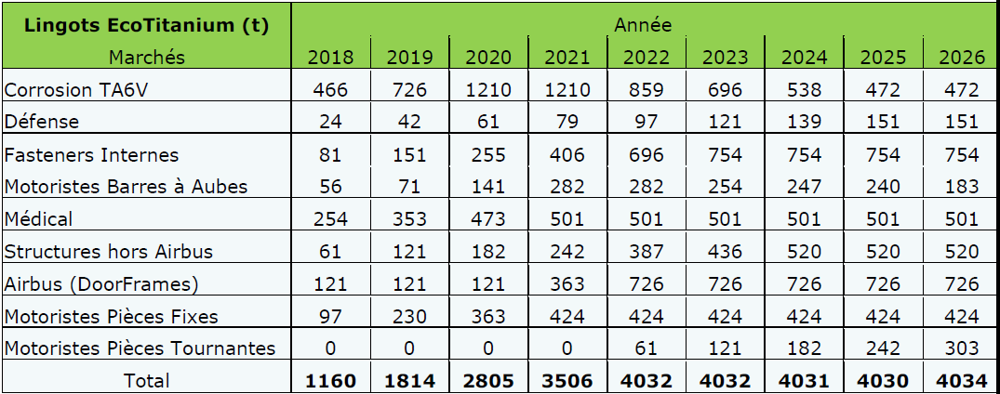 Lingots EcoTitanium (t) Année
Marchés 2018 2019 2020 2021 2022 2023 2024 2025 2026
Corrosion TA6V 466 726 1210 1210 859 696 538 472 472
Défense 24 42 61 79 97 121 139 151 151
Fasteners Internes 81 151 255 406 696 754 754 754 754
Motoristes Barres à Aubes 56 71 141 282 282 254 247 240 183
Médical 254 353 473 501 501 501 501 501 501
Structures hors Airbus 61 121 182 242 387 436 520 520 520
Airbus (DoorFrames) 121 121 121 363 726 726 726 726 726
Motoristes Pièces Fixes 97 230 363 424 424 424 424 424 424
Motoristes Pièces Tournantes 0 0 0 0 61 121 182 242 303
Total 1160 1814 2805 3506 4032 4032 4031 4030 4034